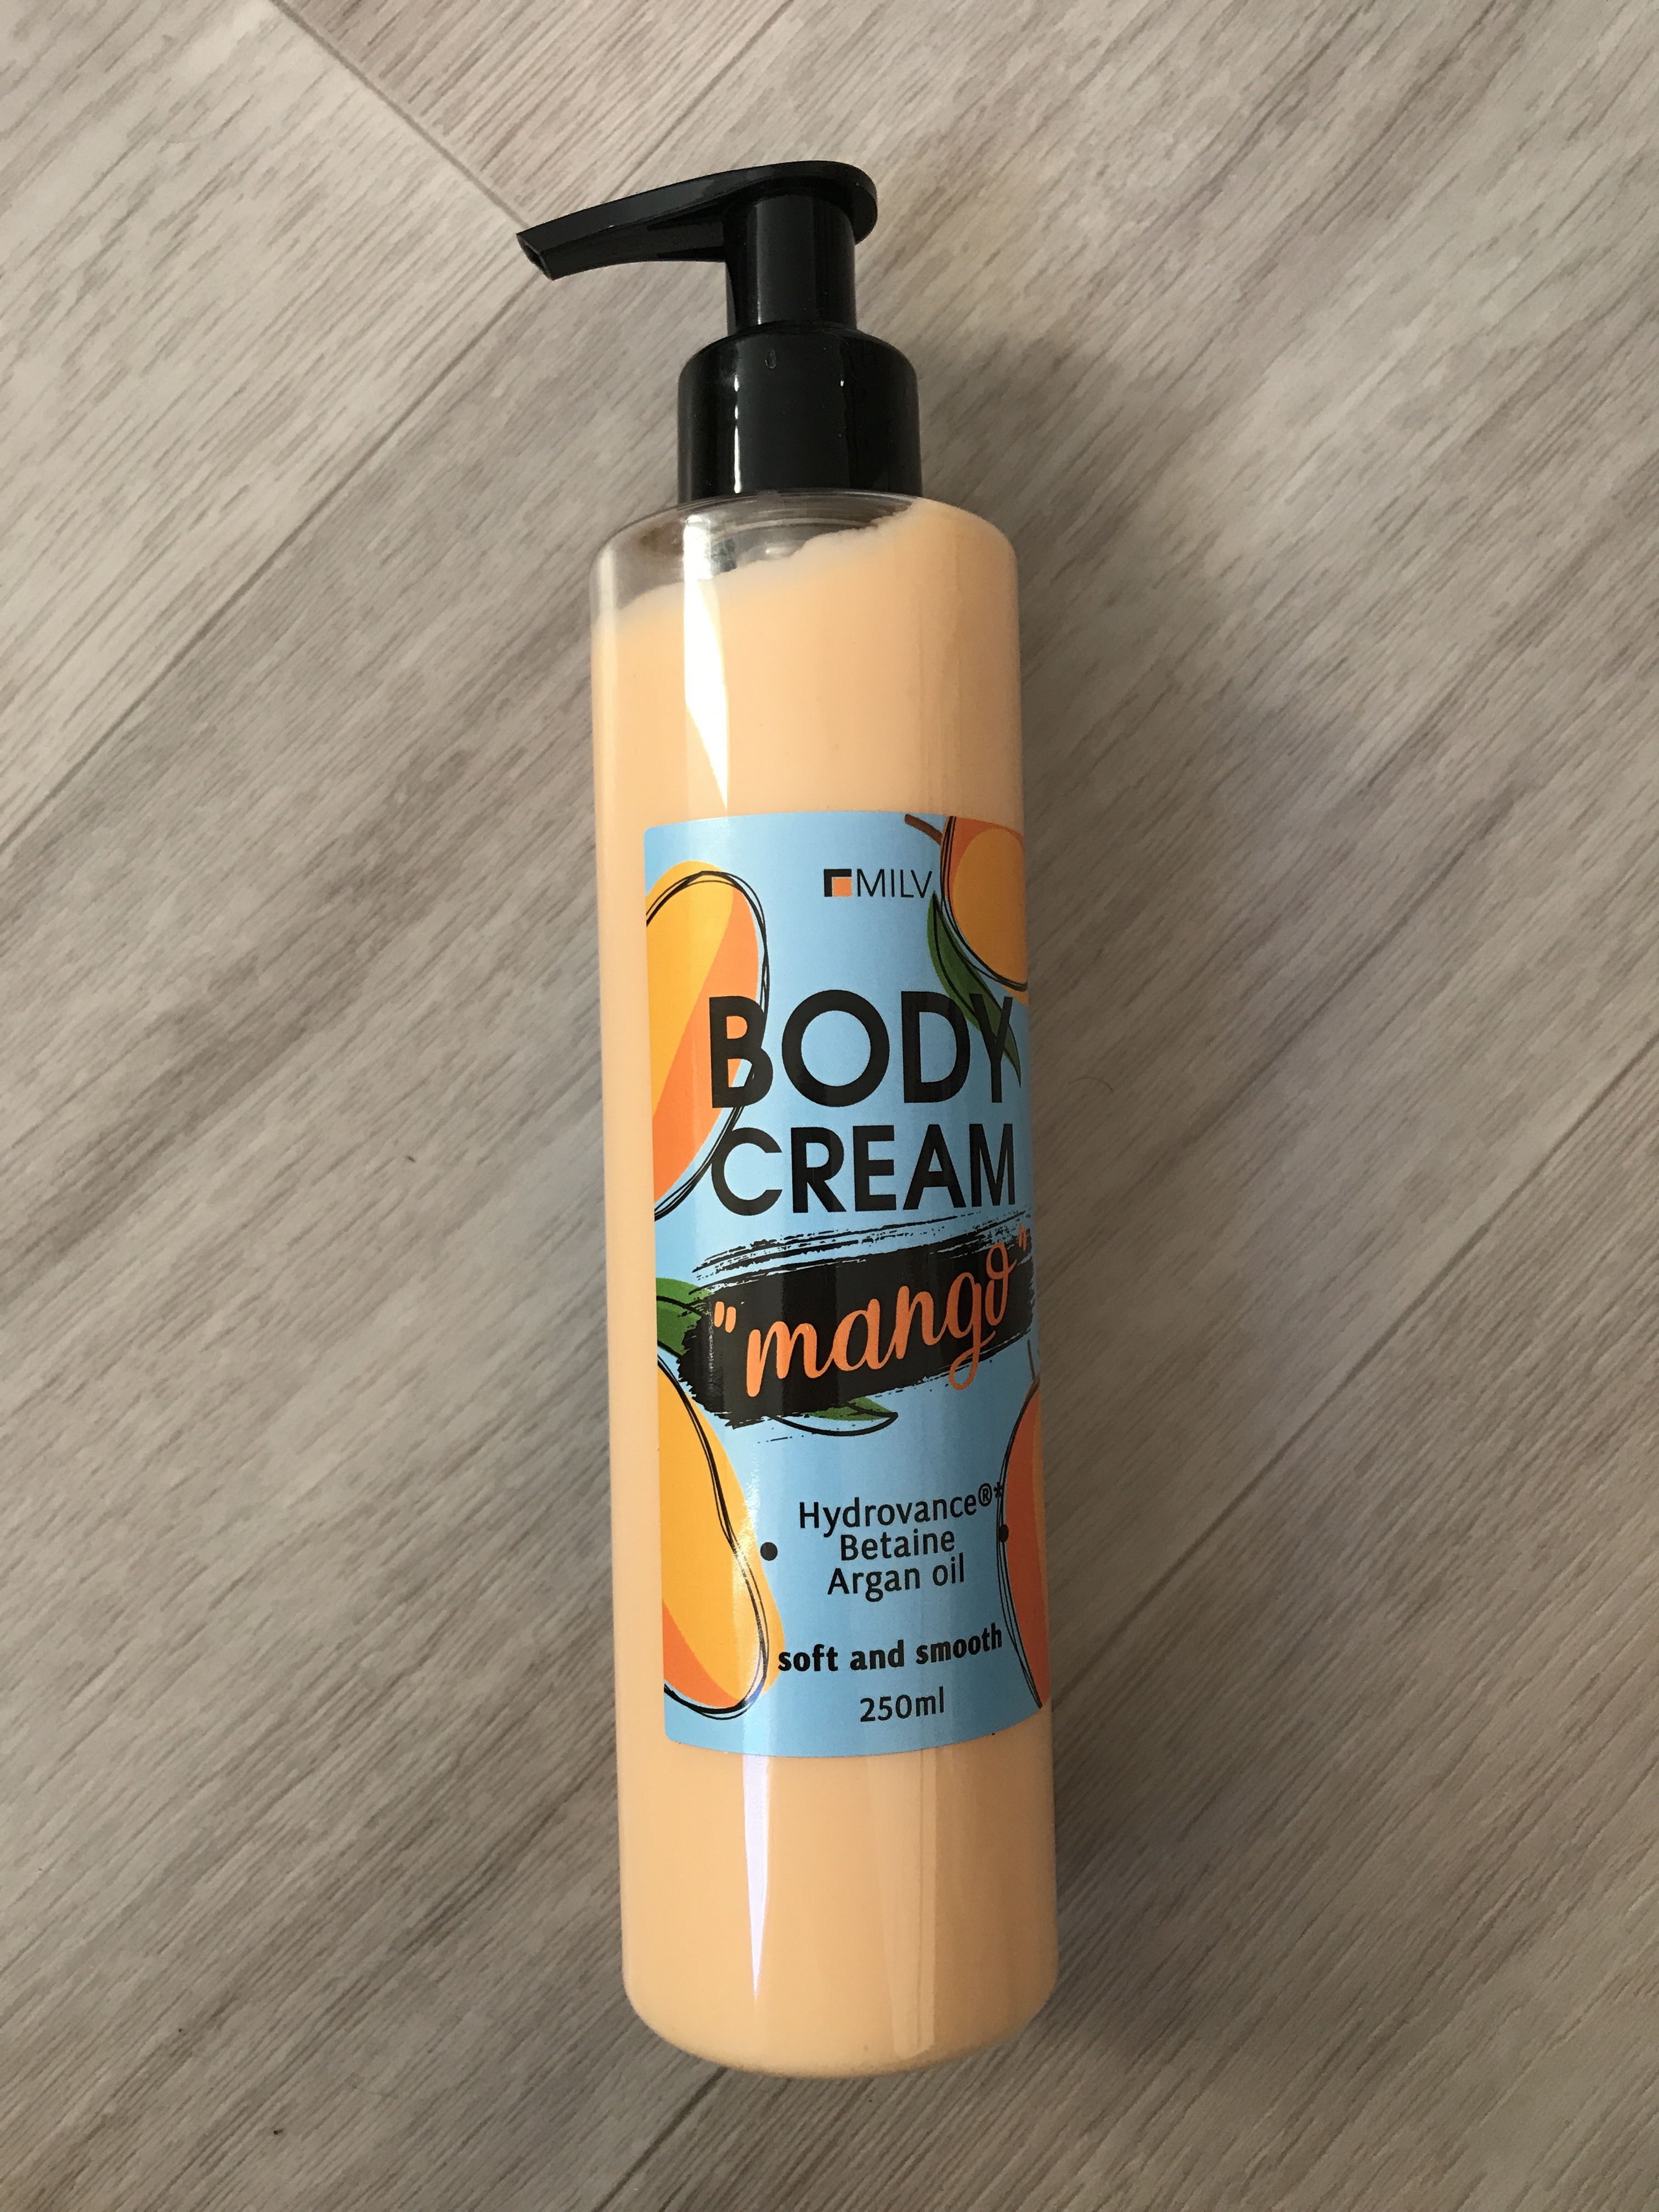 MILV
BODY
CREAM
"mango"
Hydrovance®*
• Betaine •
Argan oil
soft and smooth
250ml